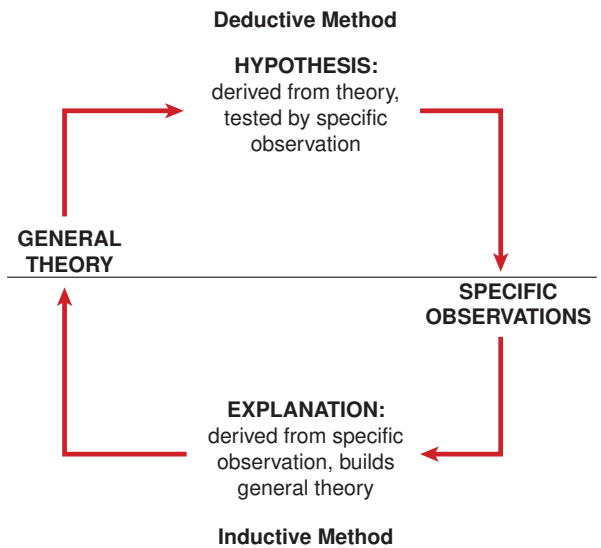 Deductive Method
HYPOTHESIS:
derived from theory,
tested by specific
observation
GENERAL
THEORY
SPECIFIC
OBSERVATIONS
EXPLANATION:
derived from specific
observation, builds
general theory
Inductive Method